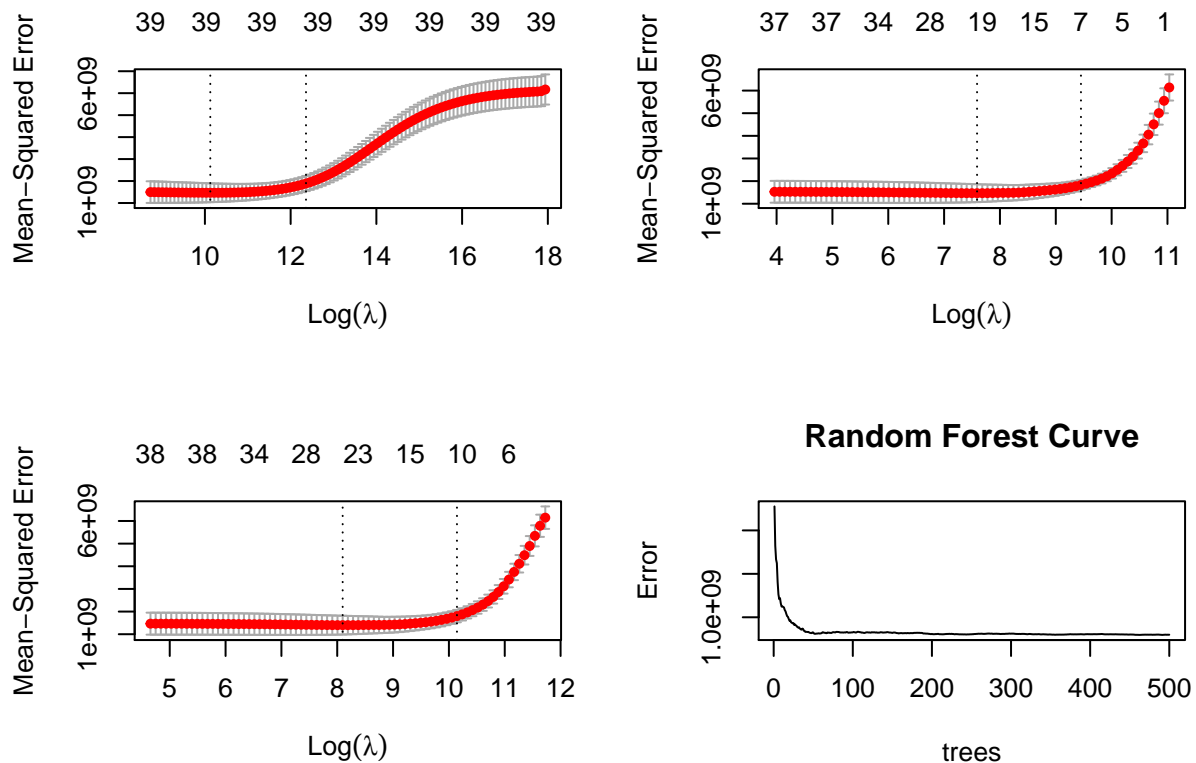 39 39 39 39 39 39 39 39 39
Mean−Squared Error
1e+09 6e+09
10 12 14 16 18
Log(λ)
37 37 34 28 19 15 7 5 1
Mean−Squared Error
1e+09 6e+09
4 5 6 7 8 9 10 11
Log(λ)
38 38 34 28 23 15 10 6
Mean−Squared Error
1e+09 6e+09
5 6 7 8 9 10 11 12
Log(λ)
Random Forest Curve
Error
1.0e+09
0 100 200 300 400 500
trees